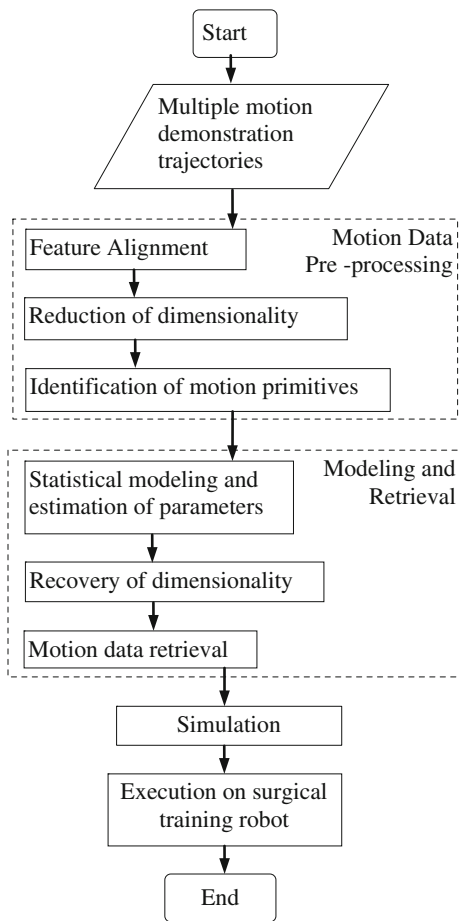 Start
Multiple motion
demonstration
trajectories
Motion Data
Pre -processing
Feature Alignment
Reduction of dimensionality
Identification of motion primitives
Modeling and
Retrieval
Statistical modeling and
estimation of parameters
Recovery of dimensionality
Motion data retrieval
Simulation
Execution on surgical
training robot
End